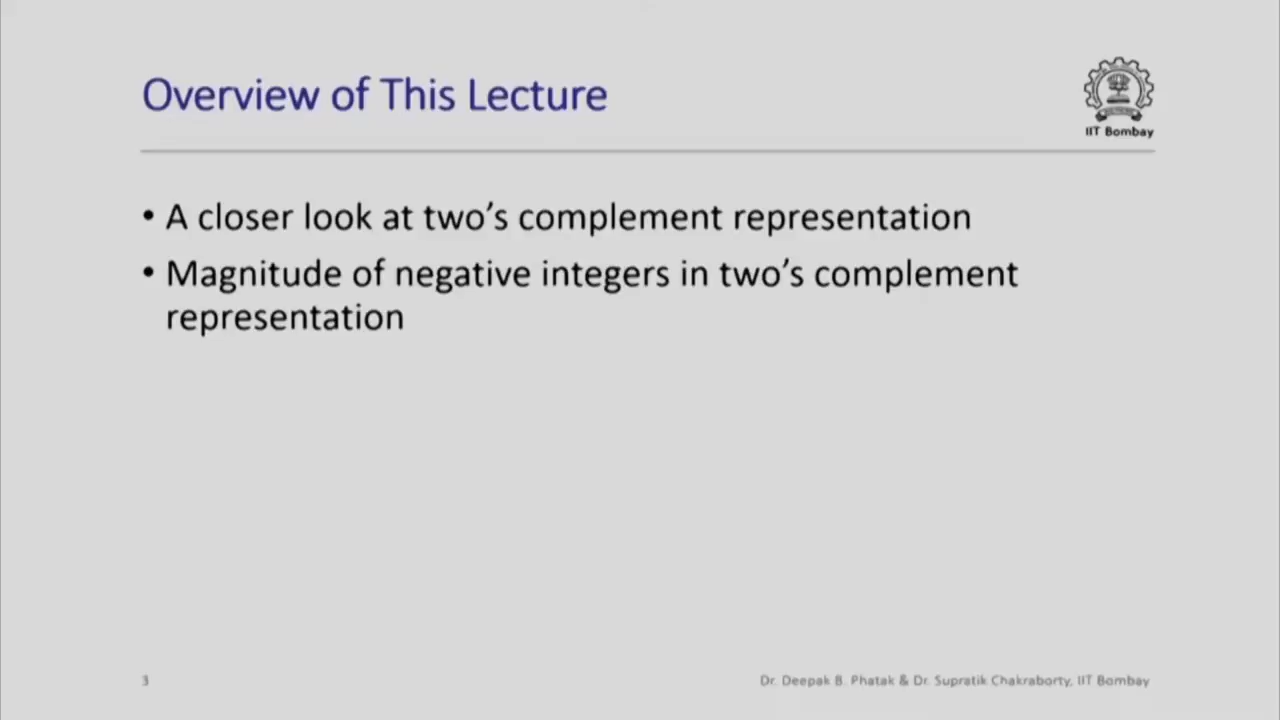 Overview of This Lecture
IIT Bombay
• A closer look at two's complement representation
• Magnitude of negative integers in two's complement
representation
3
Dr. Deepak B. Phatak & Dr. Supratik Chakraborty, IIT Bombay